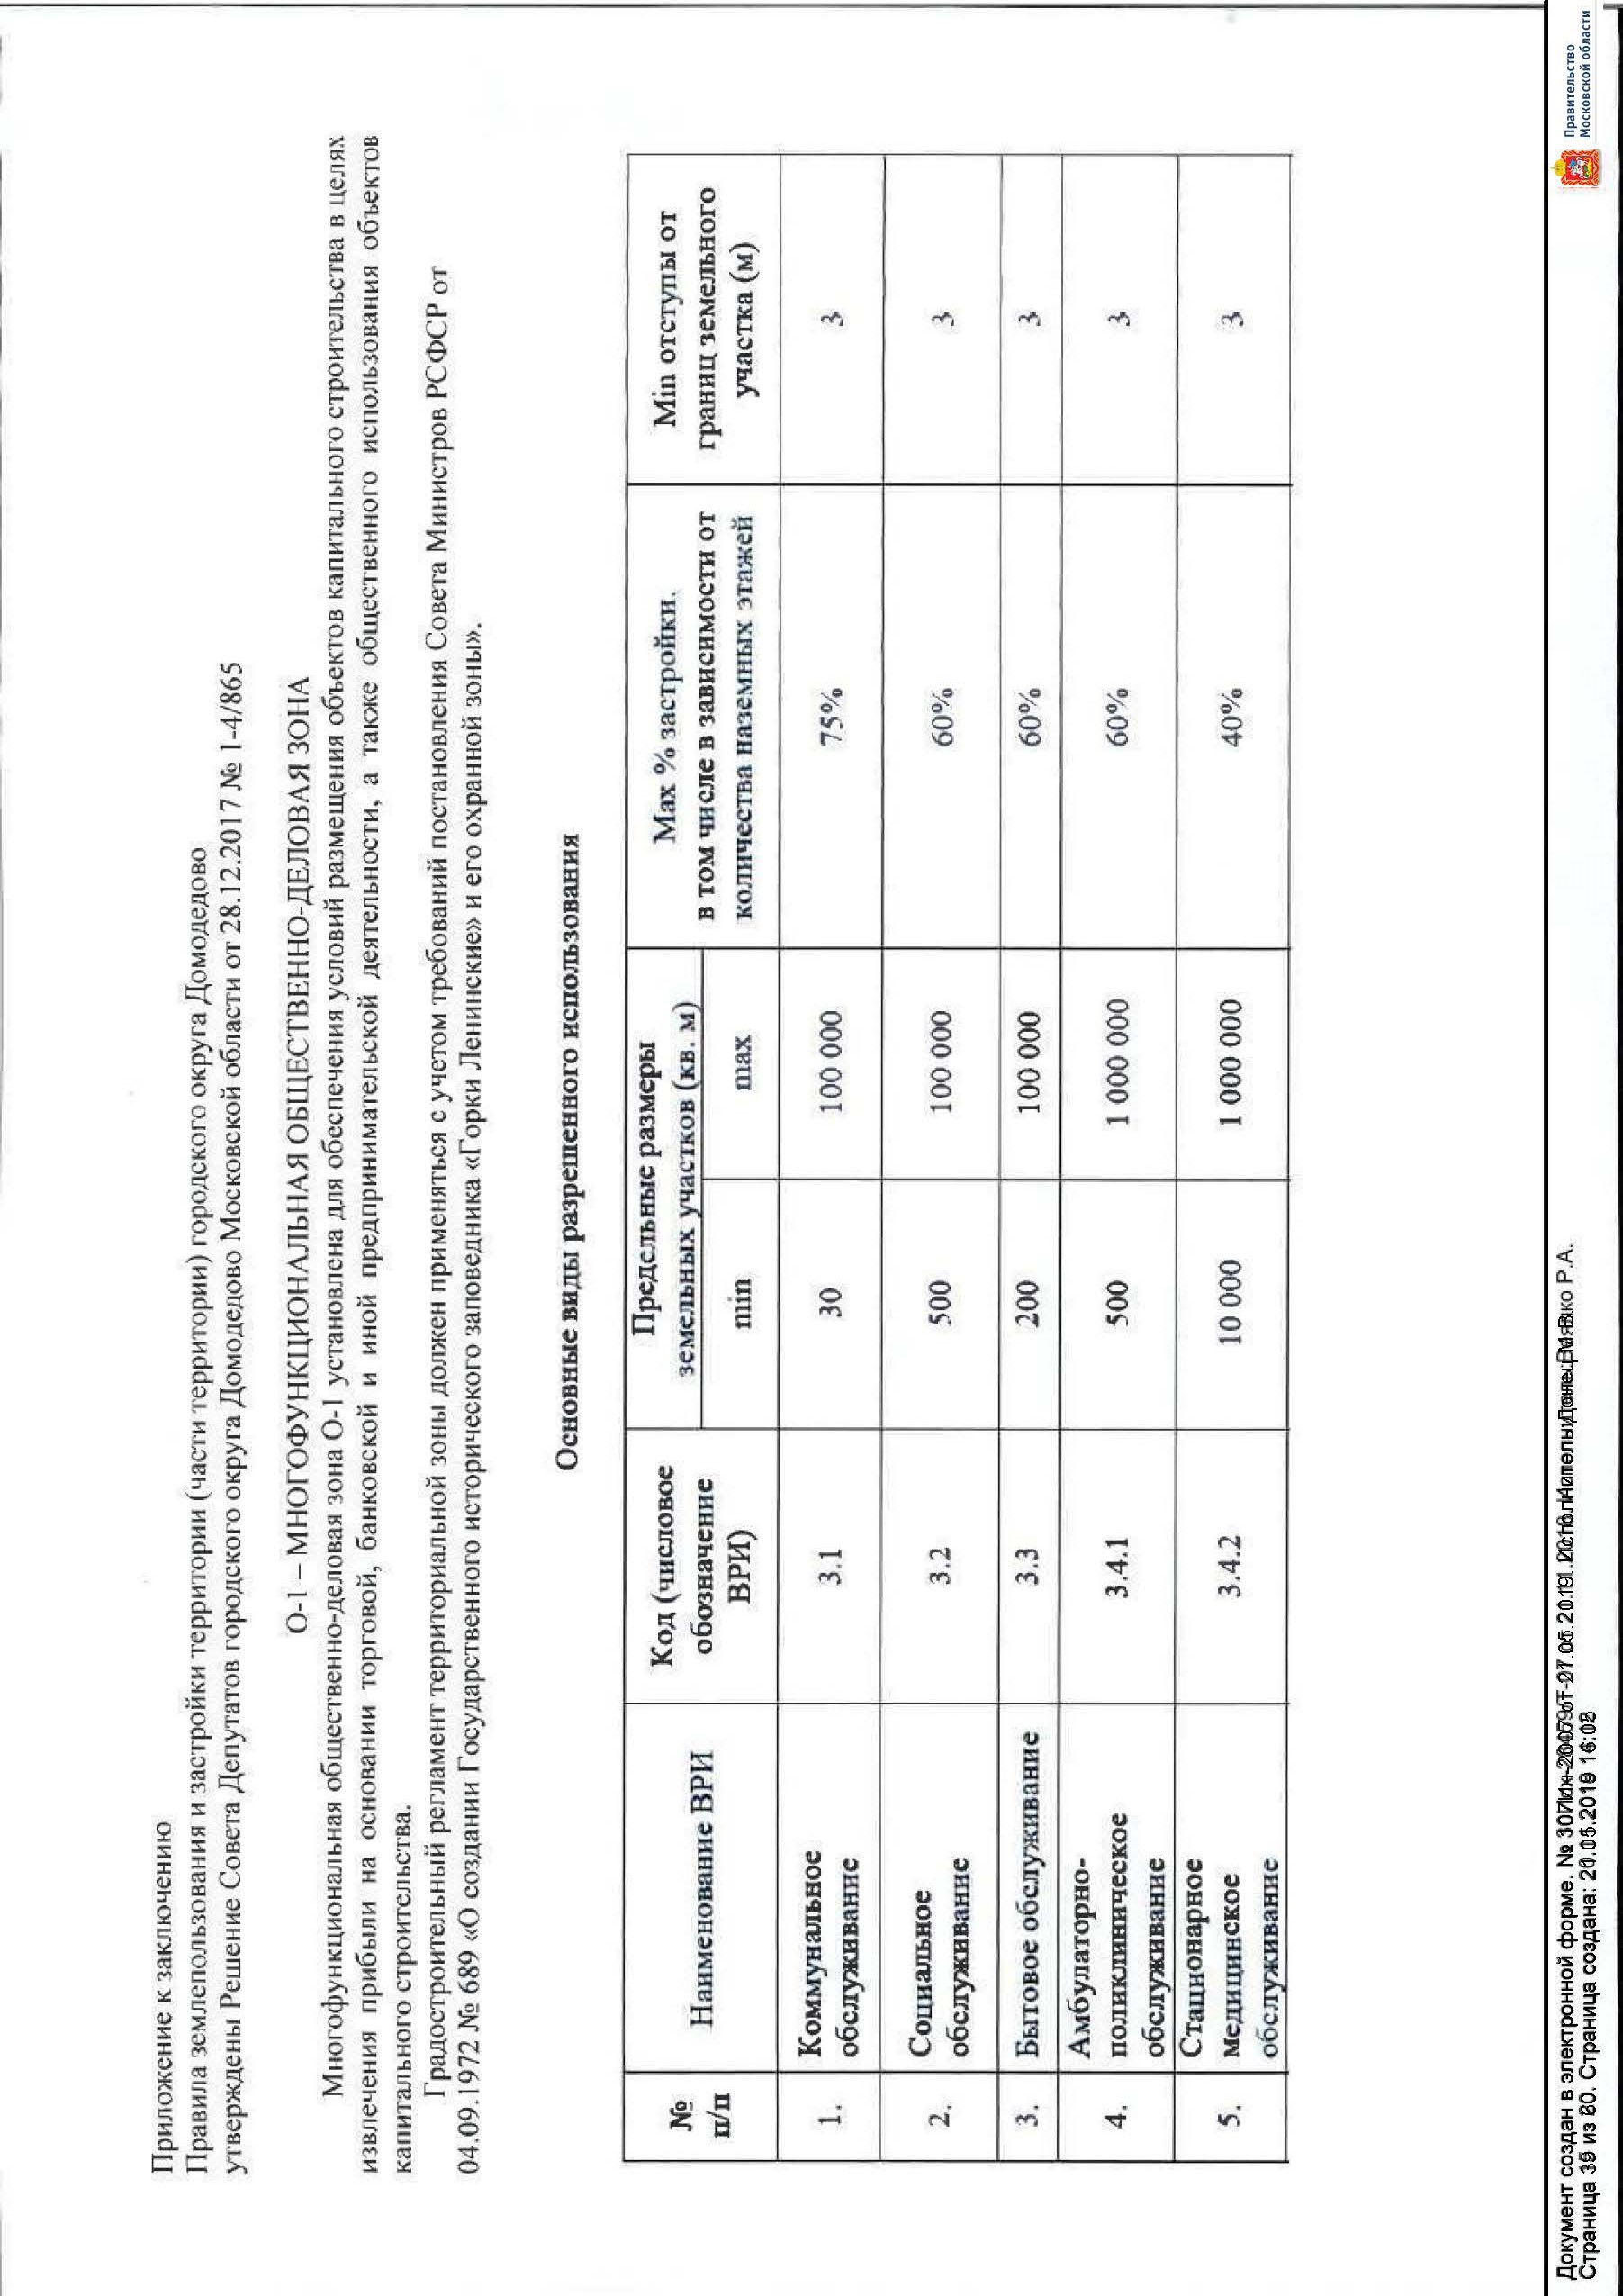 Приложение к заключению
Правила землепользования и застройки территории (части территории) городского округа Домодедово
утверждены Решение Совета Депутатов городского округа Домодедово Московской области от 28.12.2017 № 1-4/865
О-1 – МНОГОФУНКЦИОНАЛЬНАЯ ОБЩЕСТВЕННО-ДЕЛОВАЯ ЗОНА
Многофункциональная общественно-деловая зона О-1 установлена для обеспечения условий размещения объектов капитального строительства в целях
извлечения прибыли на основании торговой, банковской и иной предпринимательской деятельности, а также общественного использования объектов
капитального строительства.
Градостроительный регламент территориальной зоны должен применяться с учетом требований постановления Совета Министров РСФСР от
04.09.1972 № 689 «О создании Государственного исторического заповедника «Горки Ленинские» и его охранной зоны».
Основные виды разрешенного использования
№ п/п
Наименование ВРИ
Код (числовое обозначение ВРИ)
Предельные размеры земельных участков (кв. м)
min
max
Max % застройки, в том числе в зависимости от количества наземных этажей
Min отступы от границ земельного участка (м)
1. Коммунальное обслуживание 3.1 30 100 000 75% 3
2. Социальное обслуживание 3.2 500 100 000 60% 3
3. Бытовое обслуживание 3.3 200 100 000 60% 3
4. Амбулаторно-поликлиническое обслуживание 3.4.1 500 1 000 000 60% 3
5. Стационарное медицинское обслуживание 3.4.2 10 000 1 000 000 40% 3
Документ создан в электронной форме. №
Страница из Страница создана:
Правительство
Московской области